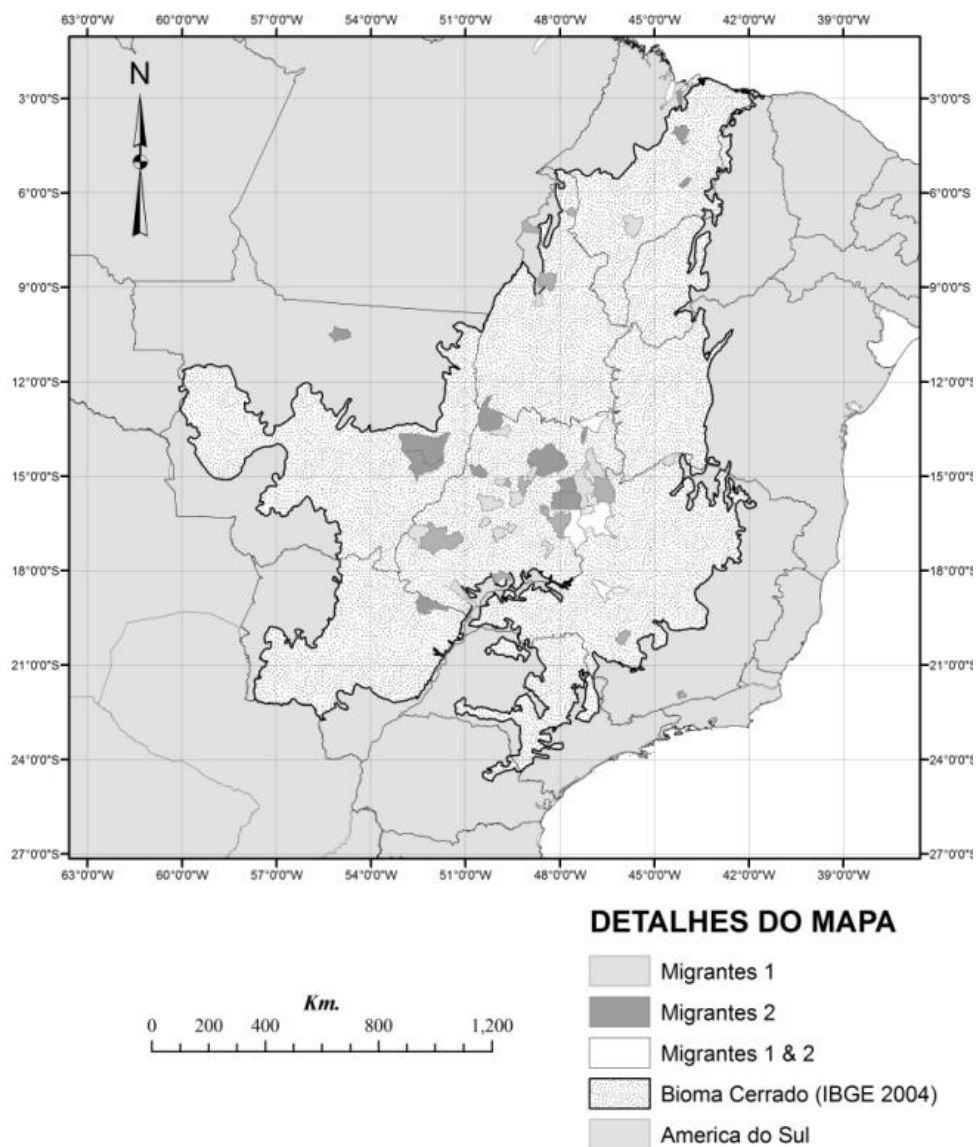 63°0'0"W 60°0'0"W 57°0'0"W 54°0'0"W 51°0'0"W 48°0'0"W 45°0'0"W 42°0'0"W 39°0'0"W
N
3°0'0"S 3°0'0"S
6°0'0"S 6°0'0"S
9°0'0"S 9°0'0"S
12°0'0"S 12°0'0"S
15°0'0"S 15°0'0"S
18°0'0"S 18°0'0"S
21°0'0"S 21°0'0"S
24°0'0"S 24°0'0"S
27°0'0"S 27°0'0"S
63°0'0"W 60°0'0"W 57°0'0"W 54°0'0"W 51°0'0"W 48°0'0"W 45°0'0"W 42°0'0"W 39°0'0"W
DETALHES DO MAPA
Migrantes 1
Migrantes 2
Migrantes 1 & 2
Bioma Cerrado (IBGE 2004)
America do Sul
Km.
0 200 400 800 1,200